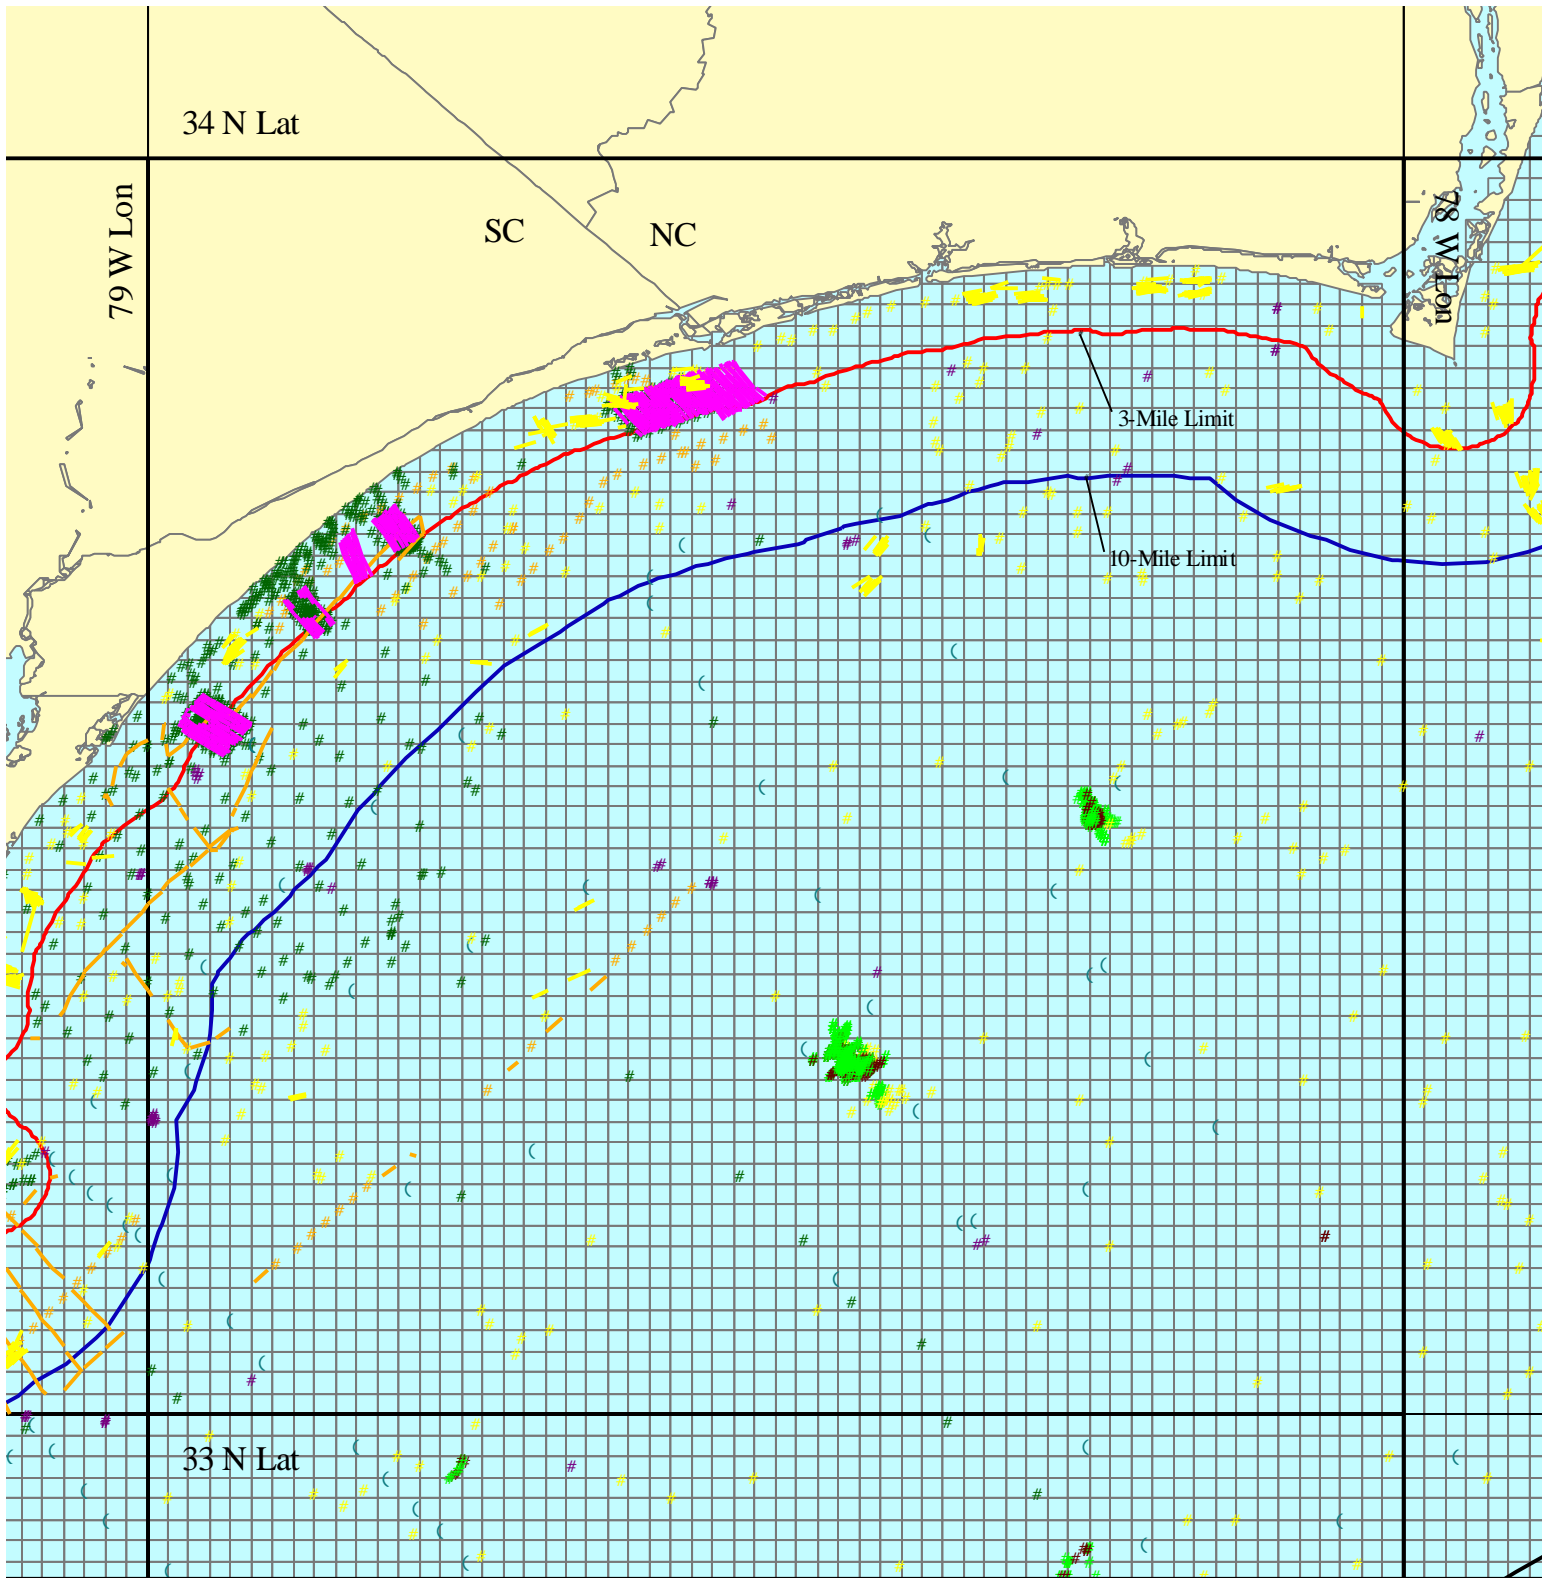 34 N Lat
79 W Lon
78 W Lon
SC
NC
3-Mile Limit
10-Mile Limit
33 N Lat